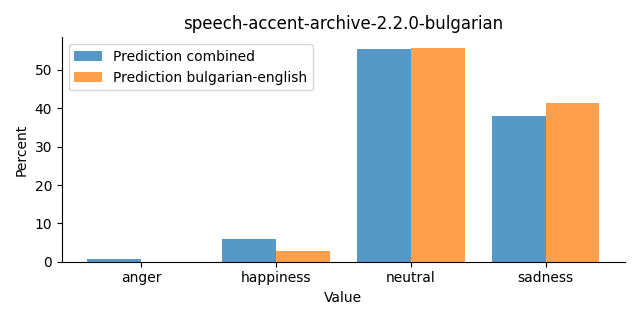 speech-accent-archive-2.2.0-bulgarian
Prediction combined
Prediction bulgarian-english
Percent
50
40
30
20
10
0
anger happiness neutral sadness
Value